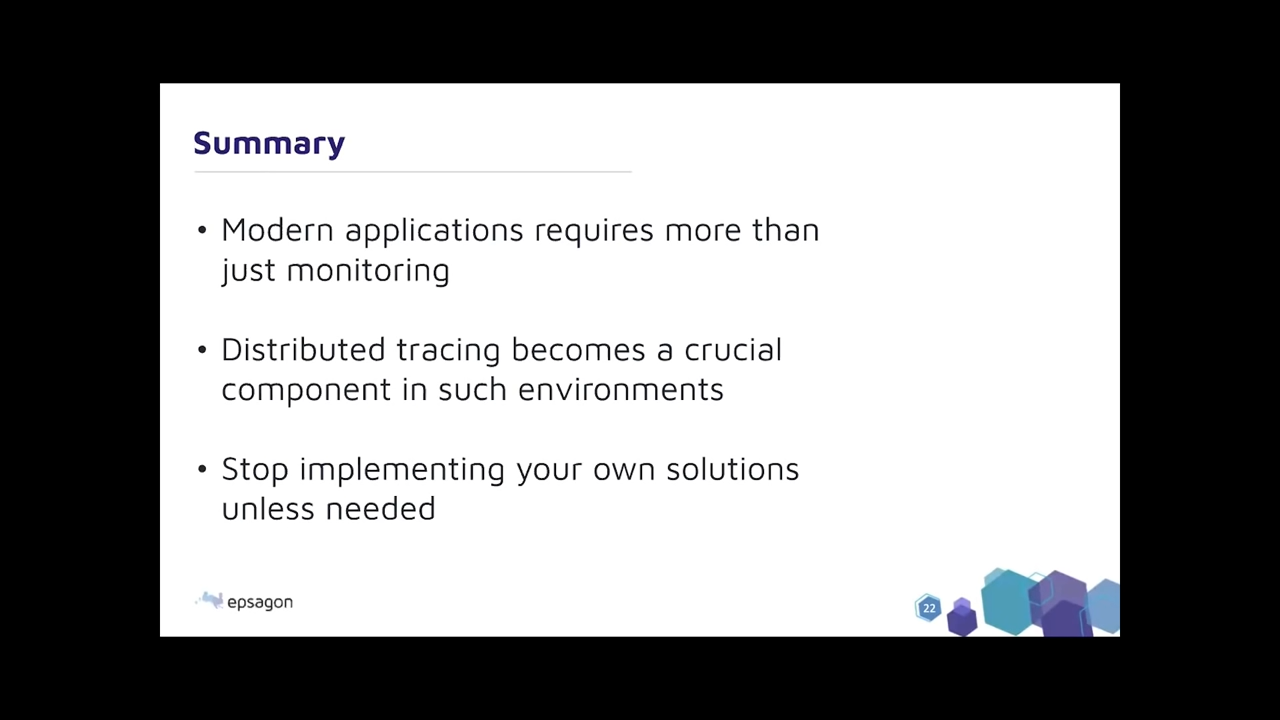 Summary
• Modern applications requires more than
just monitoring
• Distributed tracing becomes a crucial
component in such environments
• Stop implementing your own solutions
unless needed
epsagon
22